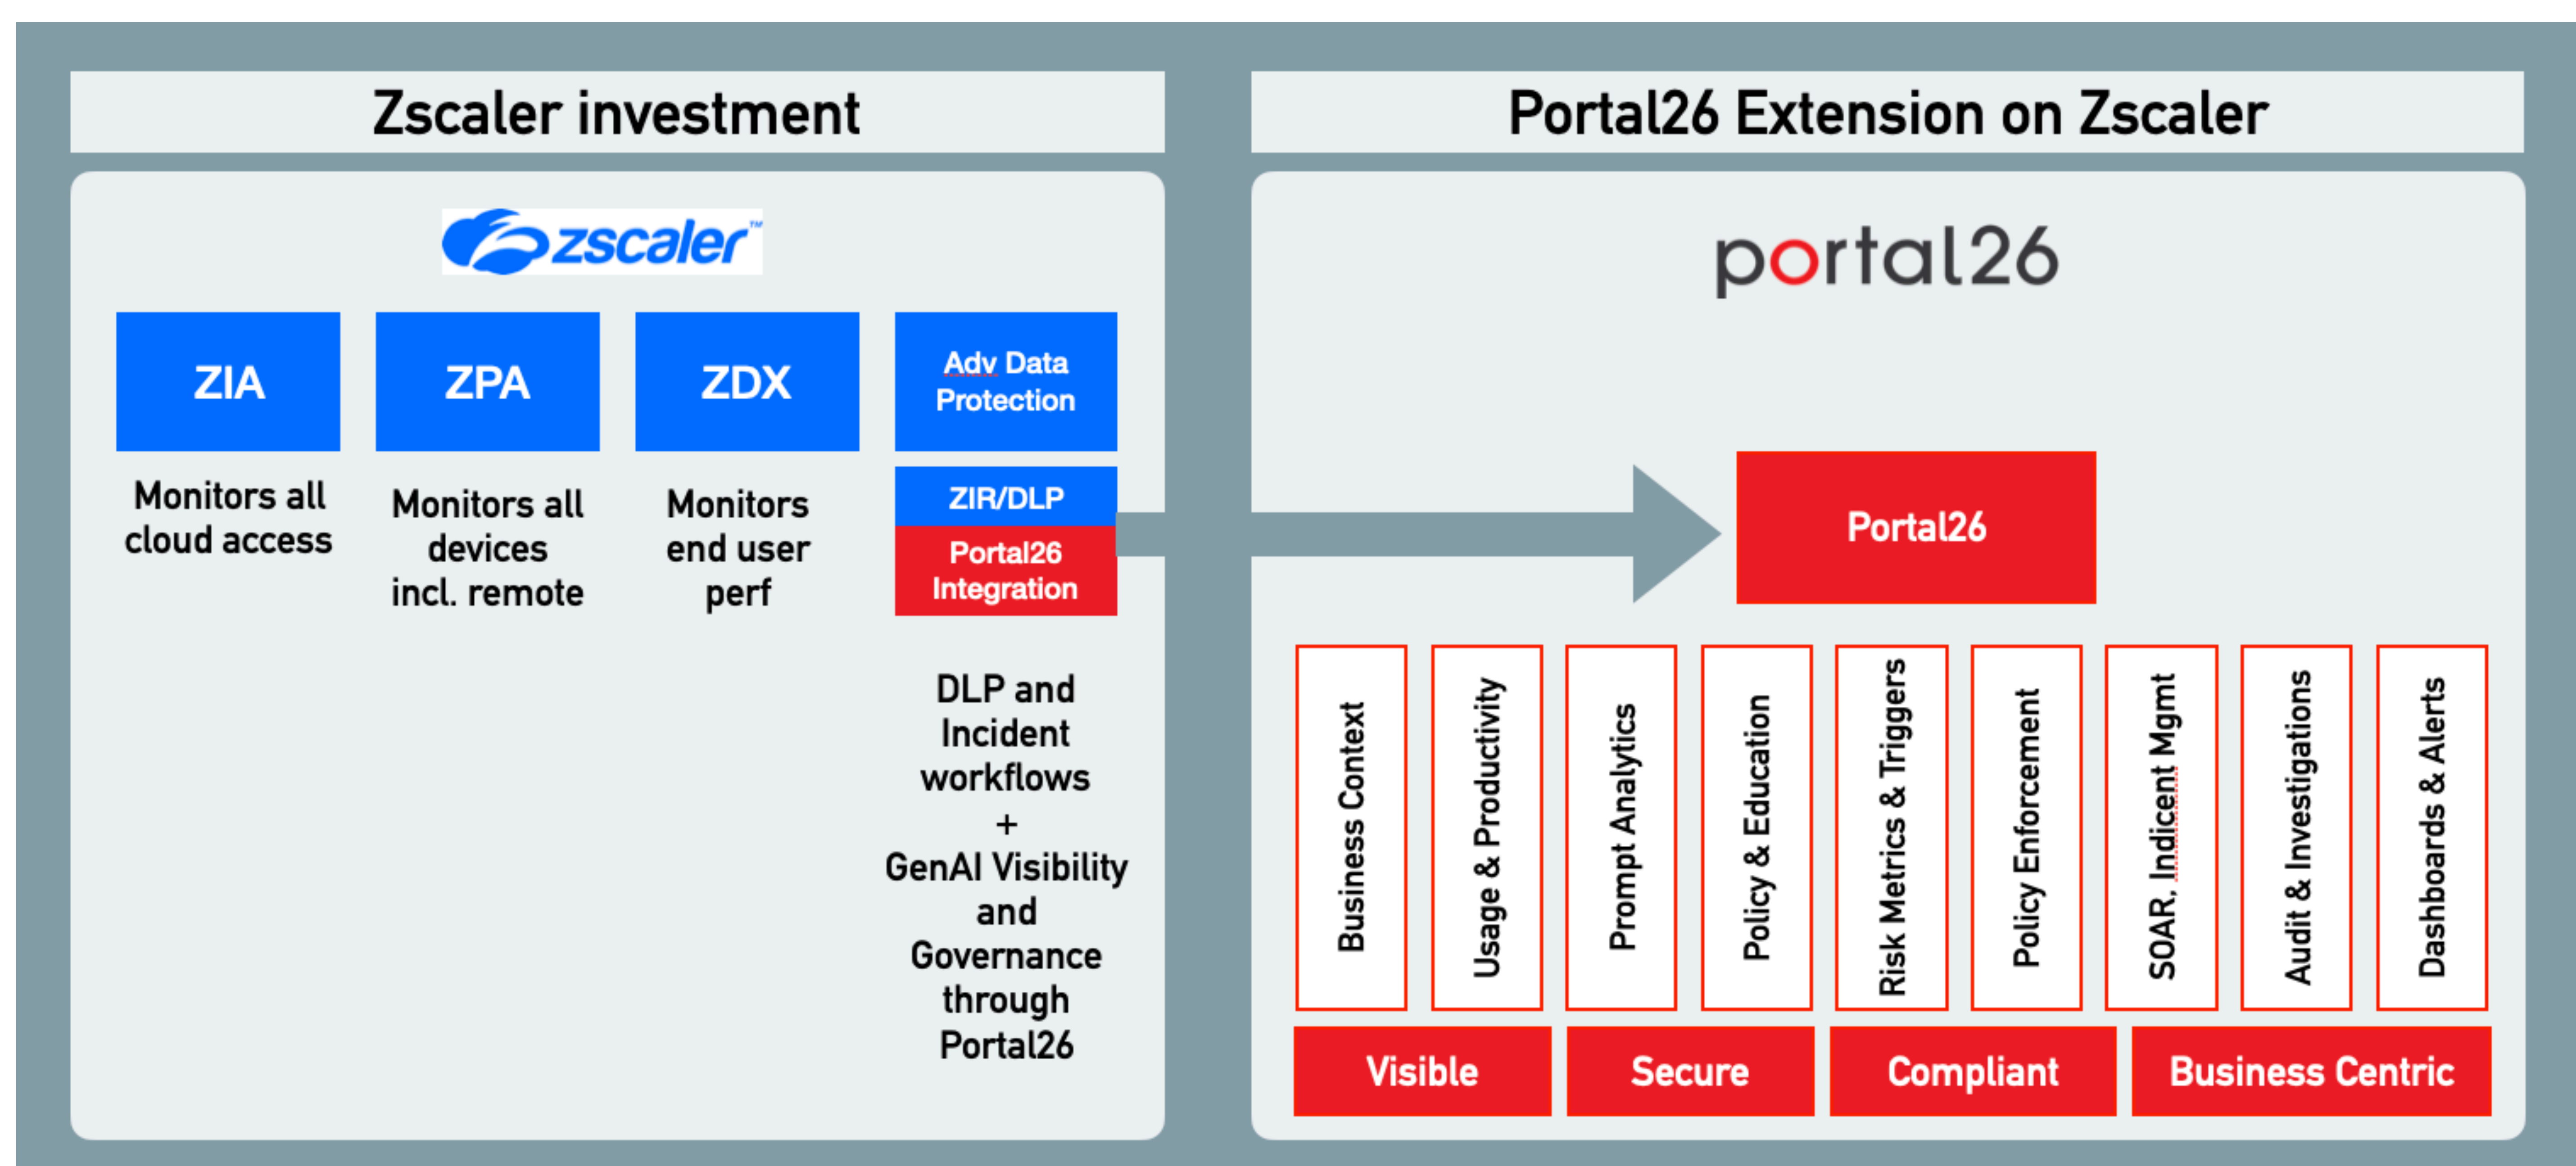 Zscaler investment
zscaler™
ZIA
Monitors all
cloud access
ZPA
Monitors all
devices
incl. remote
ZDX
Monitors
end user
perf
Adv Data
Protection
ZIR/DLP
Portal26
Integration
DLP and
Incident
workflows
+
GenAI Visibility
and
Governance
through
Portal26
Portal26 Extension on Zscaler
portal26
Portal26
Business Context
Usage & Productivity
Prompt Analytics
Policy & Education
Risk Metrics & Triggers
Policy Enforcement
SOAR, Indicent Mgmt
Audit & Investigations
Dashboards & Alerts
Visible
Secure
Compliant
Business Centric